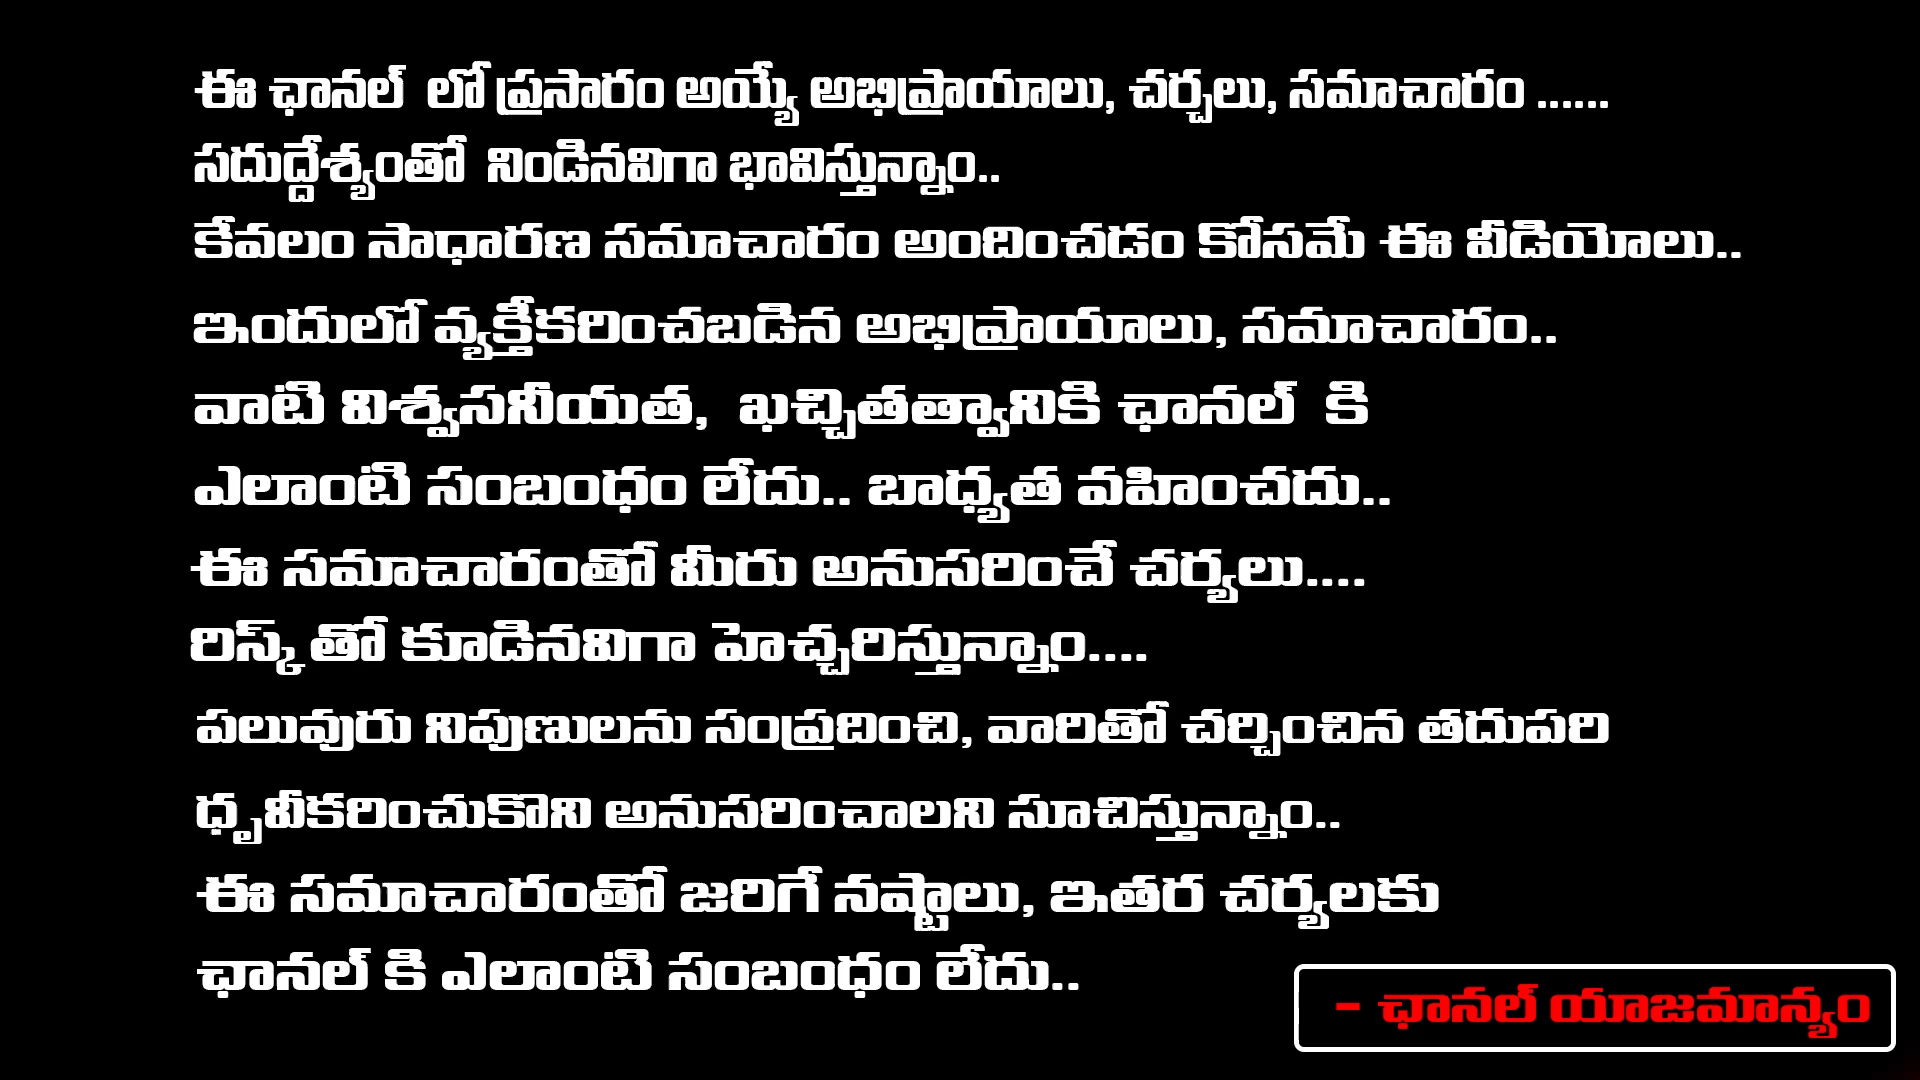 ఈ ఛానల్ లో ప్రసారం అయ్యే అభిప్రాయాలు, చర్చలు, సమాచారం ......
సదుద్దేశ్యంతో నిండినవిగా భావిస్తున్నాం..
కేవలం సాధారణ సమాచారం అందించడం కోసమే ఈ వీడియోలు..
ఇందులో వ్యక్తీకరించబడిన అభిప్రాయాలు, సమాచారం..
వాటి విశ్వసనీయత, ఖచ్చితత్వానికి ఛానల్ కి
ఎలాంటి సంబంధం లేదు.. బాధ్యత వహించదు..
ఈ సమాచారంతో మీరు అనుసరించే చర్యలు....
రిస్క్ తో కూడినవిగా హెచ్చరిస్తున్నాం....
పలువురు నిపుణులను సంప్రదించి, వారితో చర్చించిన తదుపరి
ధృవీకరించుకొని అనుసరించాలని సూచిస్తున్నాం..
ఈ సమాచారంతో జరిగే నష్టాలు, ఇతర చర్యలకు
ఛానల్ కి ఎలాంటి సంబంధం లేదు..
- ఛానల్ యాజమాన్యం